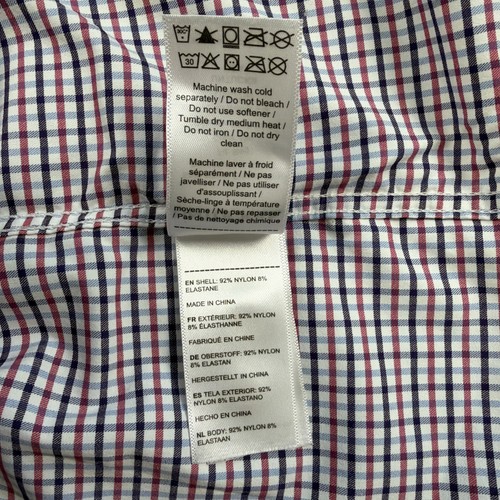 30
Machine wash cold
separately / Do not bleach /
Do not use softener /
Tumble dry medium heat /
Do not iron / Do not dry
clean
Machine laver à froid
séparément / Ne pas
javelliser / Ne pas utiliser
d'assouplissant /
Sèche-linge à température
moyenne / Ne pas repasser
/ Pas de nettoyage chimique
EN SHELL: 92% NYLON 8%
ELASTANE
MADE IN CHINA
FR EXTÉRIEUR: 92% NYLON
8% ÉLASTHANNE
FABRIQUÉ EN CHINE
DE OBERSTOFF: 92% NYLON
8% ELASTAN
HERGESTELLT IN CHINA
ES TELA EXTERIOR: 92%
NYLON 8% ELASTANO
HECHO EN CHINA
NL BODY: 92% NYLON 8%
ELASTAAN